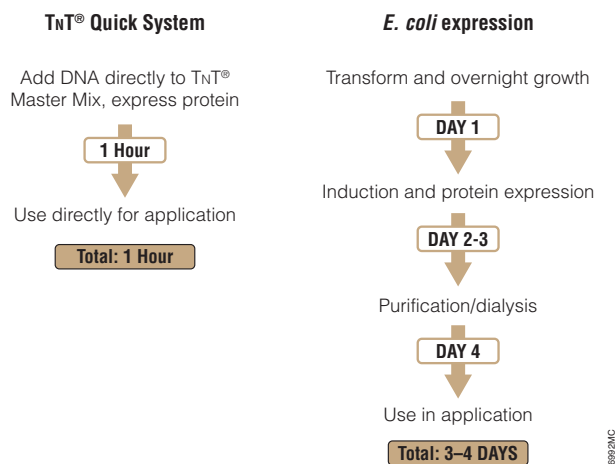 TNT® Quick System
Add DNA directly to TNT®
Master Mix, express protein
1 Hour
Use directly for application
Total: 1 Hour
E. coli expression
Transform and overnight growth
DAY 1
Induction and protein expression
DAY 2-3
Purification/dialysis
DAY 4
Use in application
Total: 3–4 DAYS
6992MC